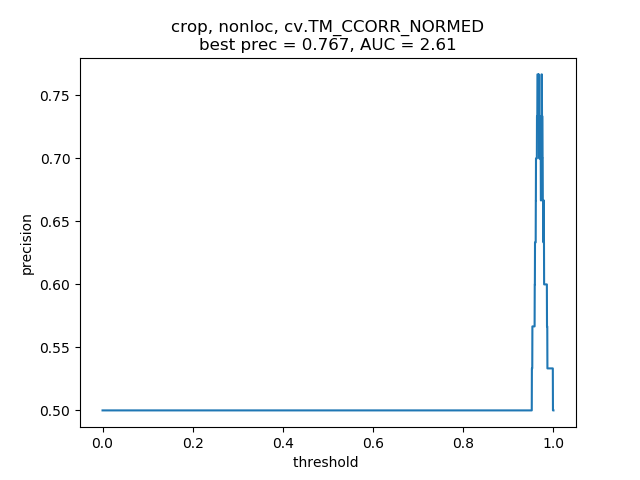 crop, nonloc, cv.TM_CCORR_NORMED
best prec = 0.767, AUC = 2.61
precision
0.75
0.70
0.65
0.60
0.55
0.50
0.0 0.2 0.4 0.6 0.8 1.0
threshold